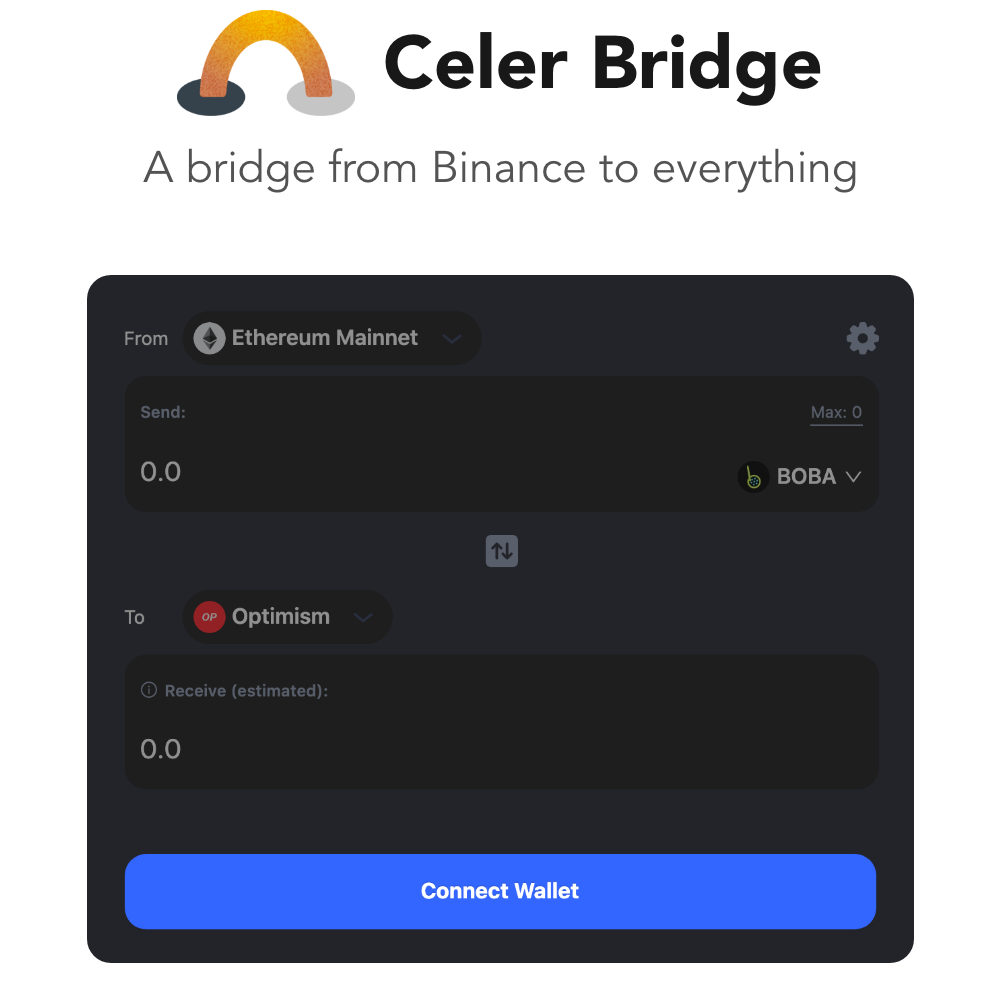 Celer Bridge
A bridge from Binance to everything
From Ethereum Mainnet
Send: Max: 0
0.0 BOBA
To OP Optimism
Receive (estimated):
0.0
Connect Wallet